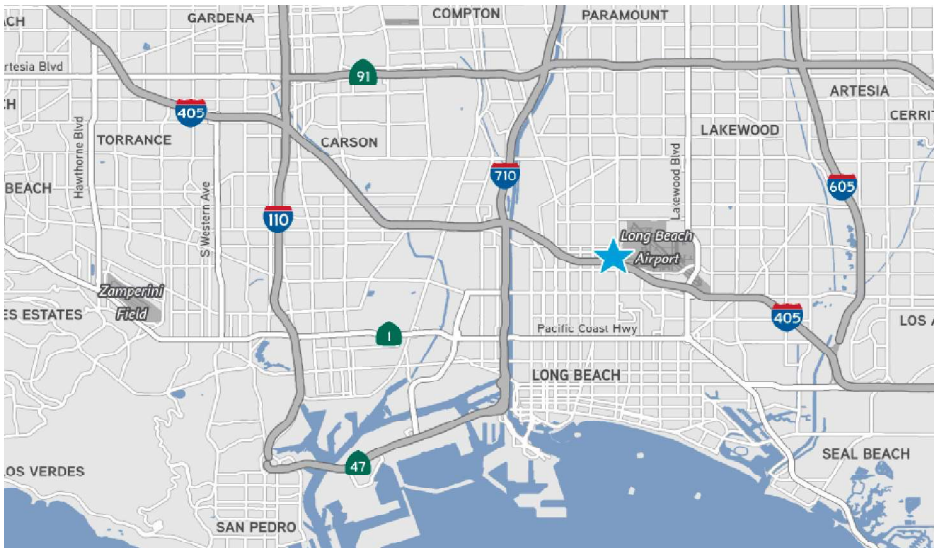 GARDENA
COMPTON
PARAMOUNT
ACH
rtesia Blvd
91
ARTESIA
CH
405
CERRIT
TORRANCE
CARSON
LAKEWOOD
Hawthorne Blvd
S Western Ave
710
Lakewood Blvd
605
BEACH
110
Long Beach
Airport
Zamperini
Field
ES ESTATES
405
LOS A
1
Pacific Coast Hwy
LONG BEACH
SEAL BEACH
47
OS VERDES
SAN PEDRO